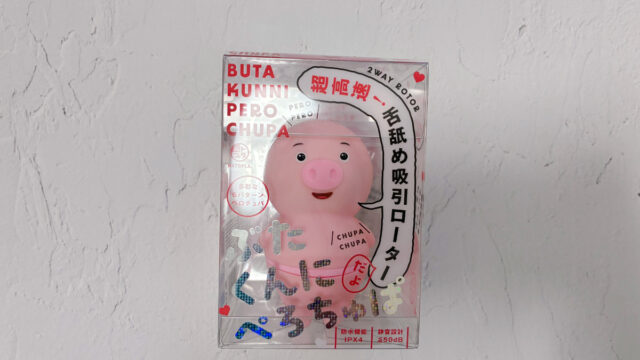 BUTA
KUNNI
PERO
CHUPA
2WAY ROTOR
超高速！舌舐め吸引ローター
だよ
PERO
PERO
CHUPA
CHUPA
ぶた
くんに
ぺろちゅぱ
防水機能
IPX4
静音設計
≦50dB